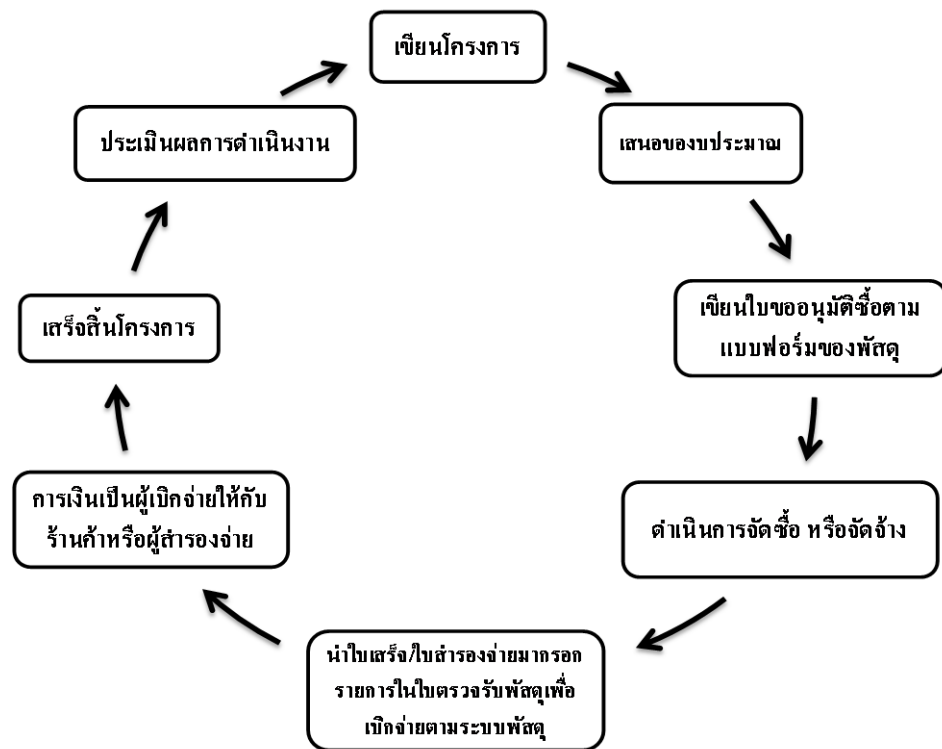 เขียนโครงการ
เสนอของบประมาณ
เขียนใบขออนุมัติซื้อตาม
แบบฟอร์มของพัสดุ
ดำเนินการจัดซื้อ หรือจัดจ้าง
นำใบเสร็จ/ใบสำรองจ่ายมากรอก
รายการในใบตรวจรับพัสดุเพื่อ
เบิกจ่ายตามระบบพัสดุ
การเงินเป็นผู้เบิกจ่ายให้กับ
ร้านค้าหรือผู้สำรองจ่าย
เสร็จสิ้นโครงการ
ประเมินผลการดำเนินงาน